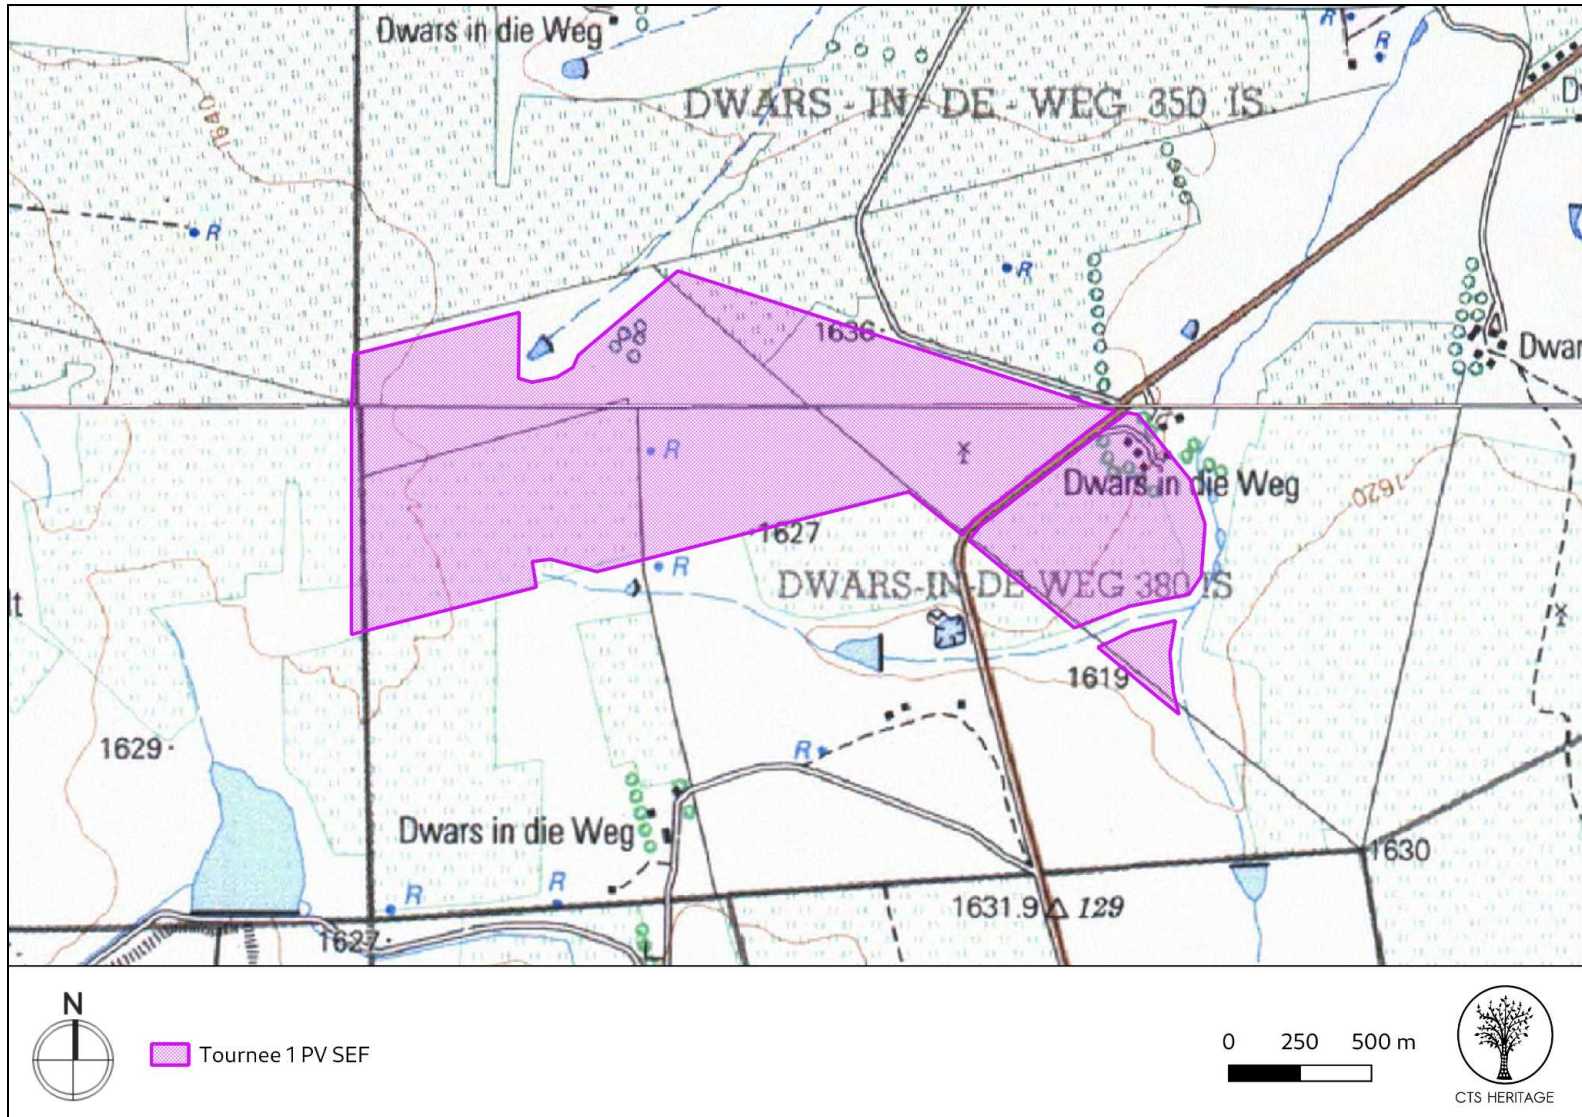 Dwars in die Weg
R
R
DWARS - IN - DE - WEG 350 IS
1640
R
R
1636
Dwar
R
Dwars in die Weg
1620
1627
R
DWARS-IN-DE WEG 380 IS
lt
1619
1629
R
Dwars in die Weg
1630
R
R
1631.9 129
1627
N
Tournee 1 PV SEF
0 250 500 m
CTS HERITAGE